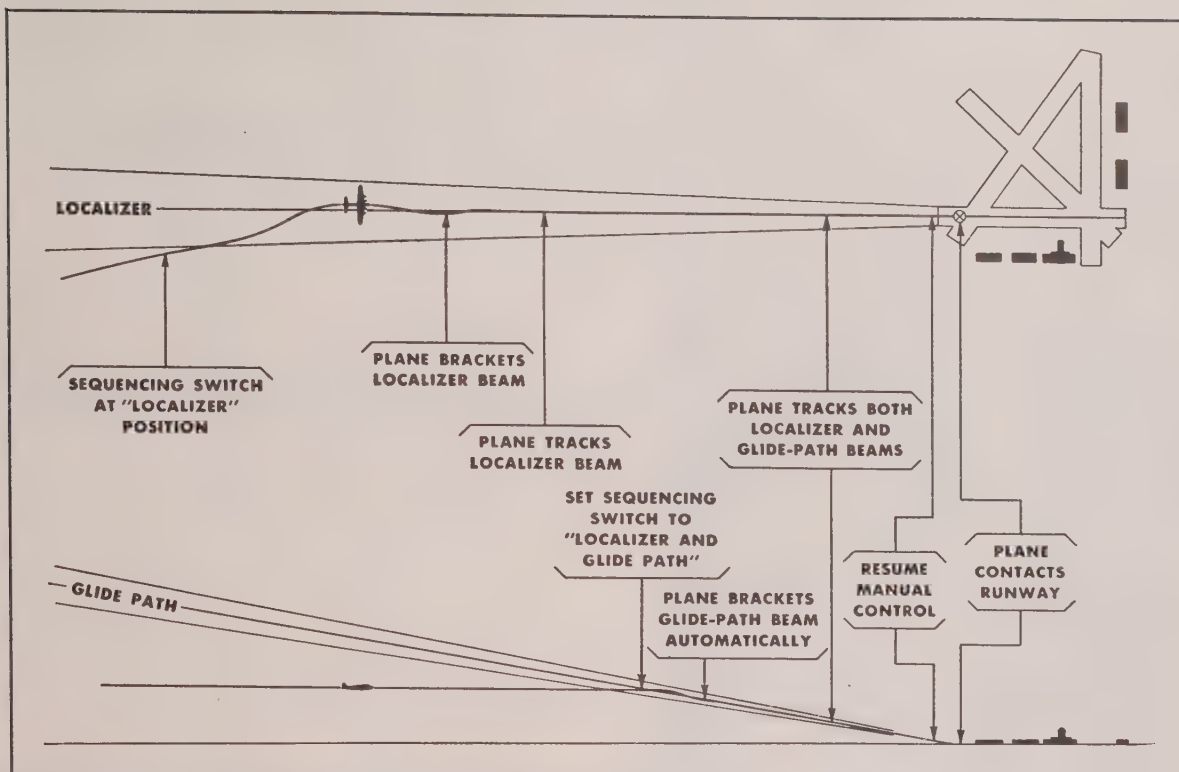 LOCALIZER
SEQUENCING SWITCH
AT "LOCALIZER"
POSITION
PLANE BRACKETS
LOCALIZER BEAM
PLANE TRACKS
LOCALIZER BEAM
PLANE TRACKS BOTH
LOCALIZER AND
GLIDE-PATH BEAMS
SET SEQUENCING
SWITCH TO
"LOCALIZER AND
GLIDE PATH"
PLANE BRACKETS
GLIDE-PATH BEAM
AUTOMATICALLY
RESUME
MANUAL
CONTROL
PLANE
CONTACTS
RUNWAY
GLIDE PATH